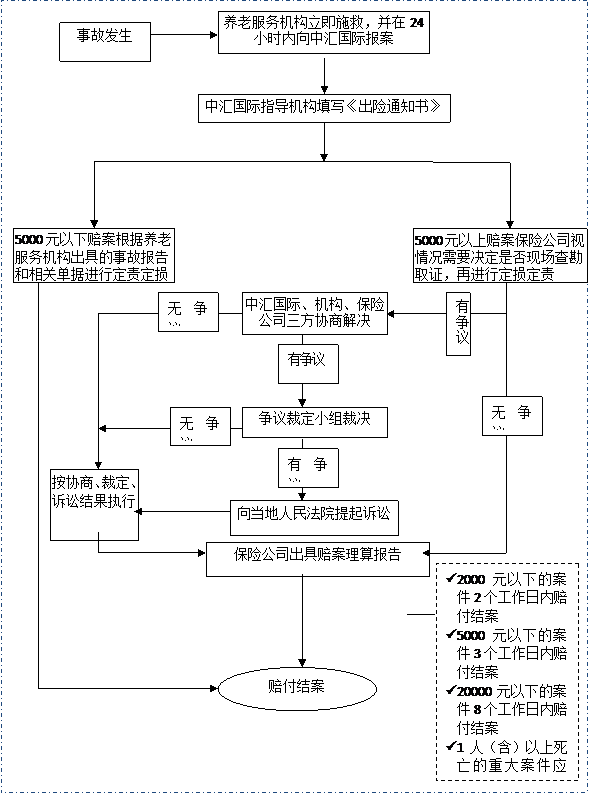 事故发生
养老服务机构立即施救，并在 24
小时内向中汇国际报案
中汇国际指导机构填写《出险通知书》
5000 元以下赔案根据养老
服务机构出具的事故报告
和相关单据进行定责定损
5000 元以上赔案保险公司视
情况需要决定是否现场查勘
取证，再进行定损定责
无 争
中汇国际、机构、保险
公司三方协商解决
有争议
有争议
无 争
争议裁定小组裁决
无 争
有 争
按协商、裁定、
诉讼结果执行
向当地人民法院提起诉讼
保险公司出具赔案理算报告
✓2000 元以下的案
件 2 个工作日内赔
付结案
✓5000 元以下的案
件 3 个工作日内赔
付结案
✓20000 元以下的案
件 8 个工作日内赔
付结案
✓1 人（含）以上死
亡的重大案件应
赔付结案